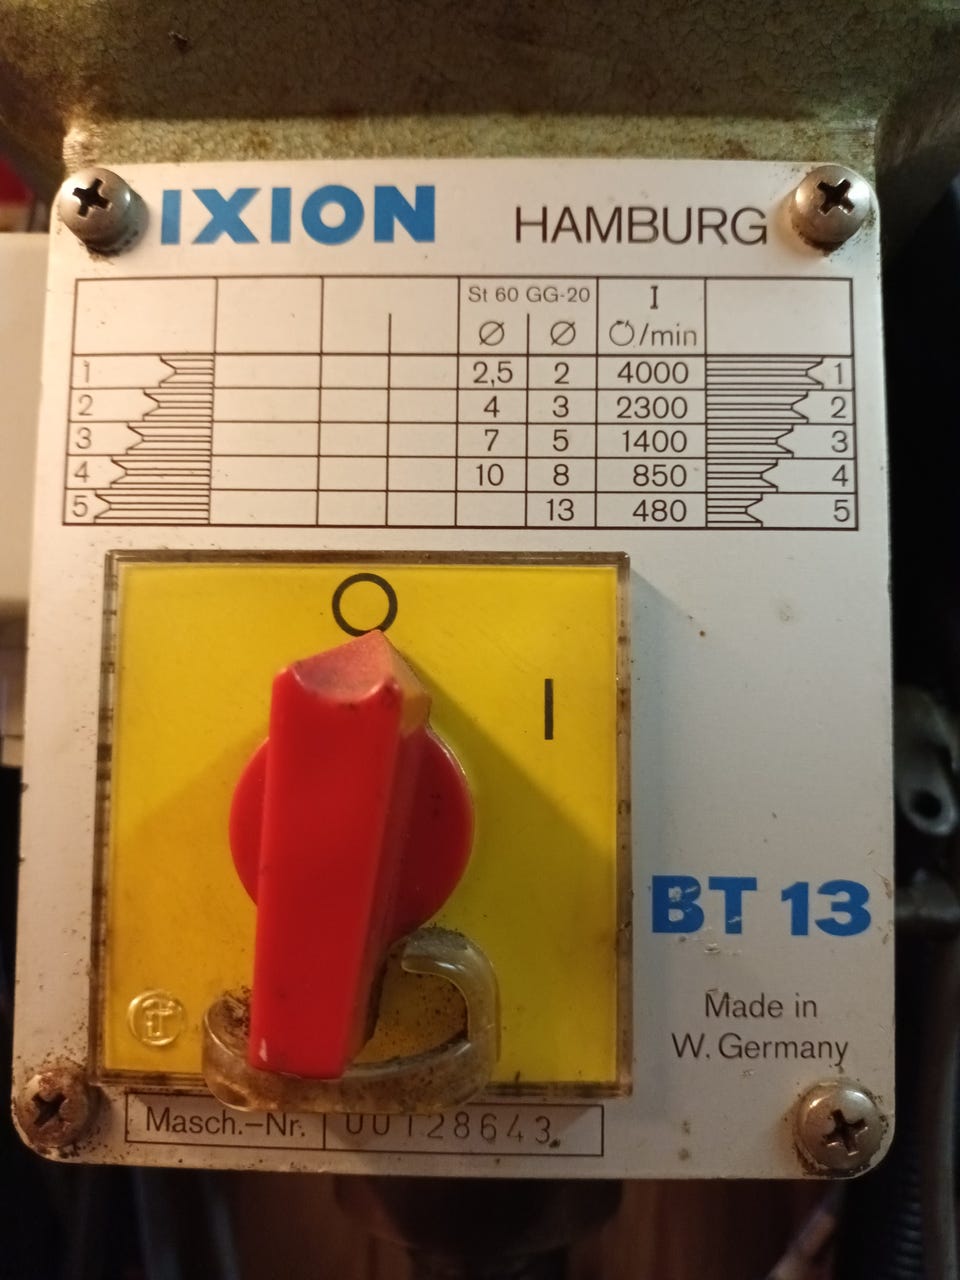 IXION HAMBURG
St 60 GG-20 I
Ø Ø /min
1 2,5 2 4000 1
2 4 3 2300 2
3 7 5 1400 3
4 10 8 850 4
5 13 480 5
O
I
BT 13
Made in
W. Germany
Masch.-Nr. 00128643